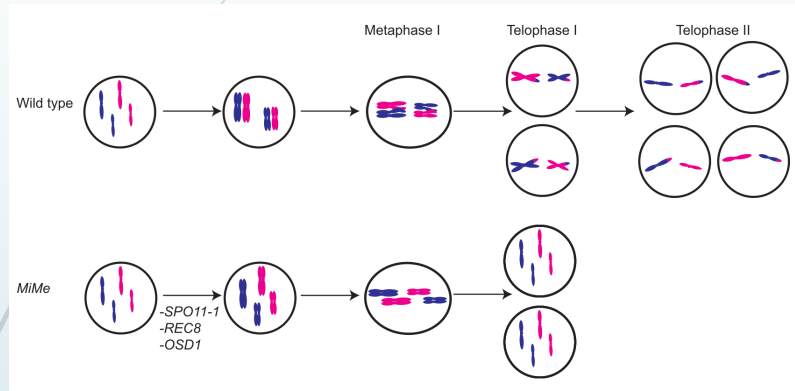 Metaphase I
Telophase I
Telophase II
Wild type
MiMe
-SPO11-1
-REC8
-OSD1